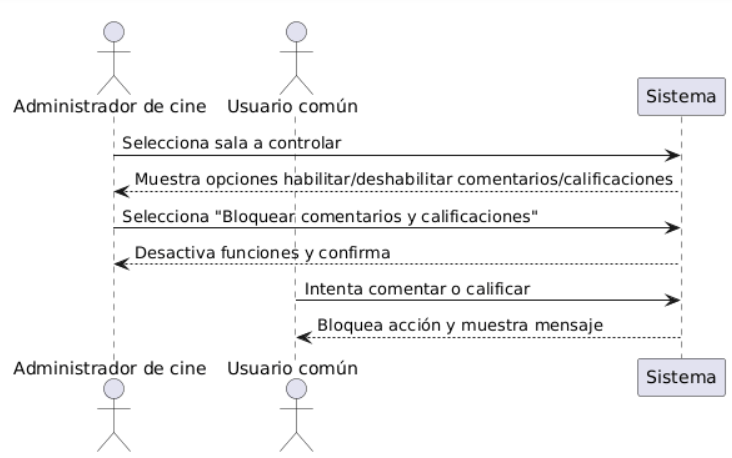 Administrador de cine
Usuario común
Sistema
Selecciona sala a controlar
Muestra opciones habilitar/deshabilitar comentarios/calificaciones
Selecciona "Bloquear comentarios y calificaciones"
Desactiva funciones y confirma
Intenta comentar o calificar
Bloquea acción y muestra mensaje
Administrador de cine
Usuario común
Sistema